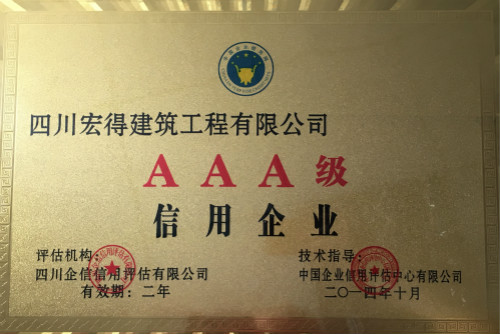 四川宏得建筑工程有限公司
AAA级
信用企业
评估机构：
四川企信信用评估有限公司
有效期：二年
技术指导：
中国企业信用评估中心有限公司
二〇一四年十月